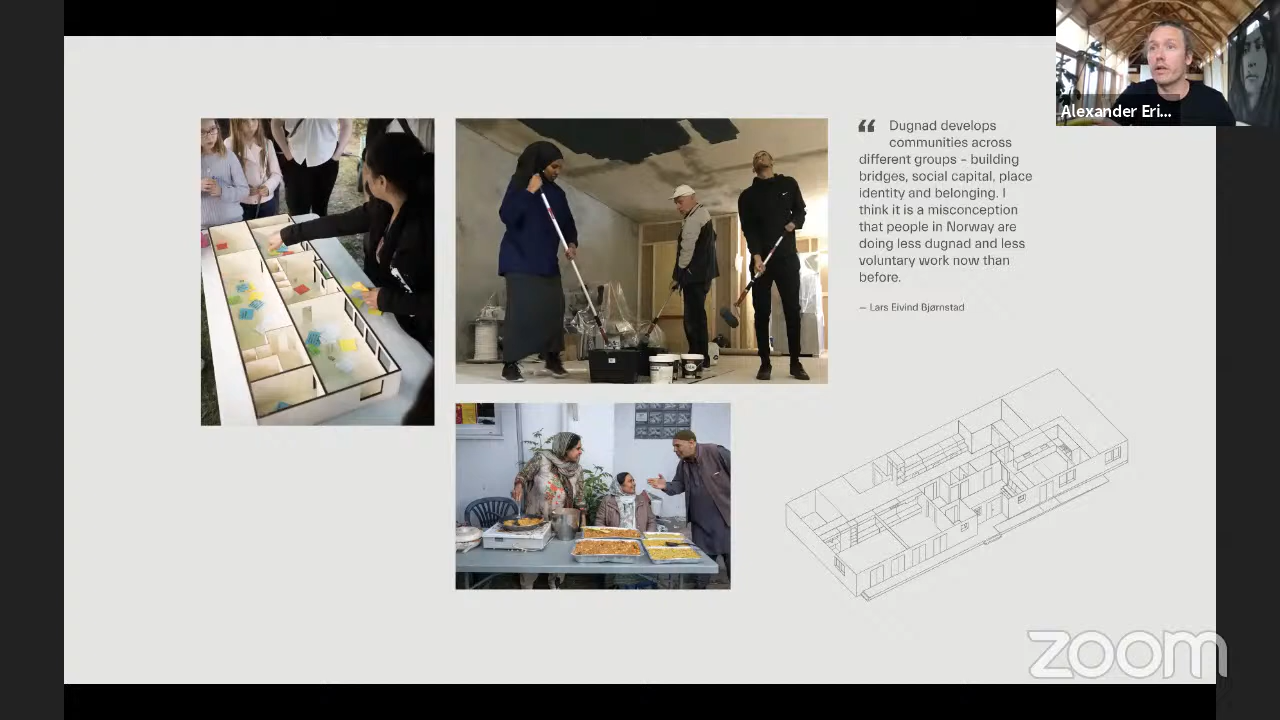 Alexander Eri...
“ Dugnad develops
communities across
different groups – building
bridges, social capital, place
identity and belonging. I
think it is a misconception
that people in Norway are
doing less dugnad and less
voluntary work now than
before.
— Lars Eivind Bjørnstad
zoom